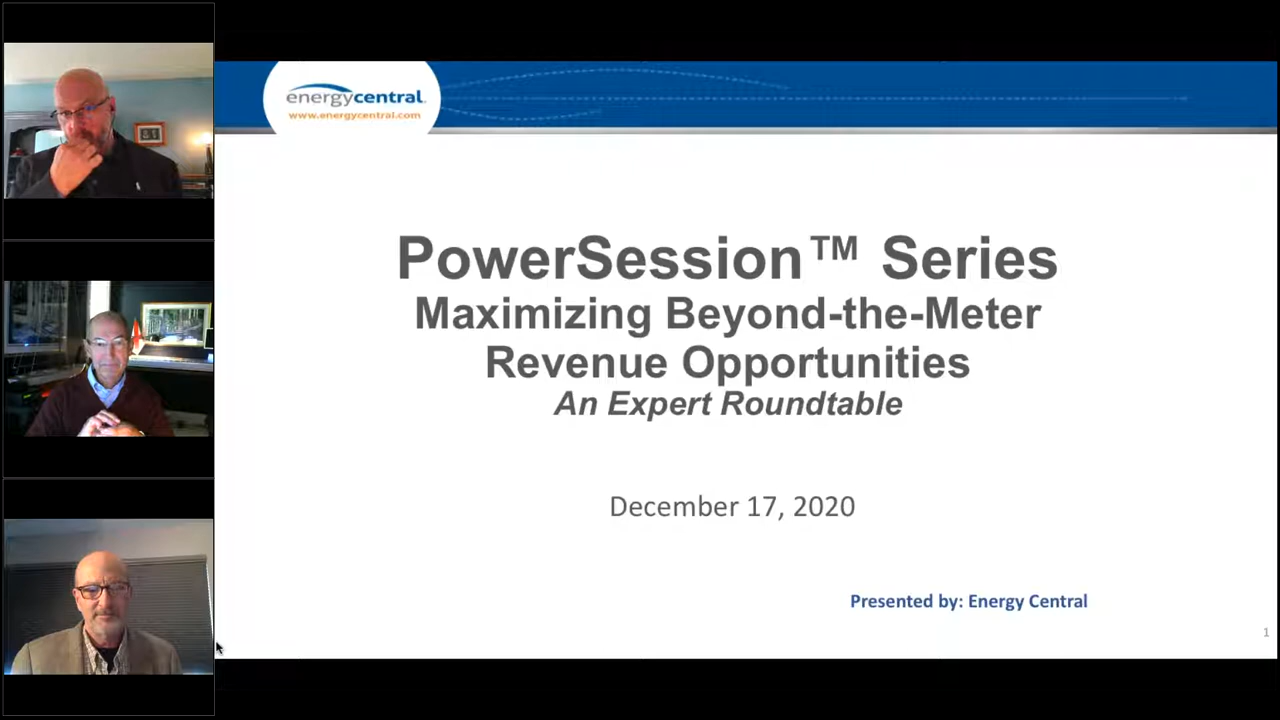 energycentral
www.energycentral.com
PowerSession™ Series
Maximizing Beyond-the-Meter
Revenue Opportunities
An Expert Roundtable
December 17, 2020
Presented by: Energy Central
1